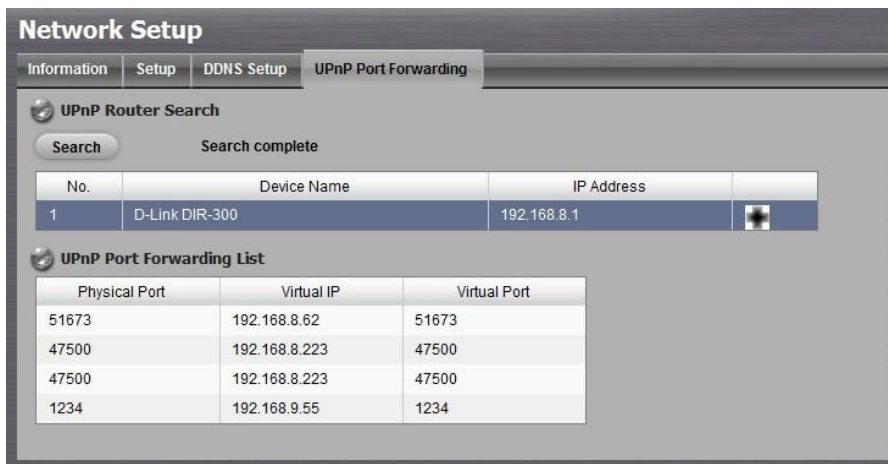 Network Setup
Information Setup DDNS Setup UPnP Port Forwarding
UPnP Router Search
Search Search complete
No. Device Name IP Address
1 D-Link DIR-300 192.168.8.1
UPnP Port Forwarding List
Physical Port Virtual IP Virtual Port
51673 192.168.8.62 51673
47500 192.168.8.223 47500
47500 192.168.8.223 47500
1234 192.168.9.55 1234